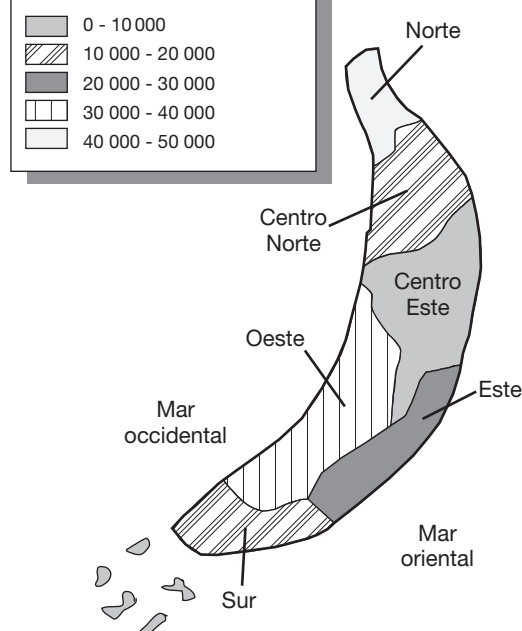 0 - 10 000
10 000 - 20 000
20 000 - 30 000
30 000 - 40 000
40 000 - 50 000
Norte
Centro
Norte
Centro
Este
Oeste
Este
Mar
occidental
Mar
oriental
Sur